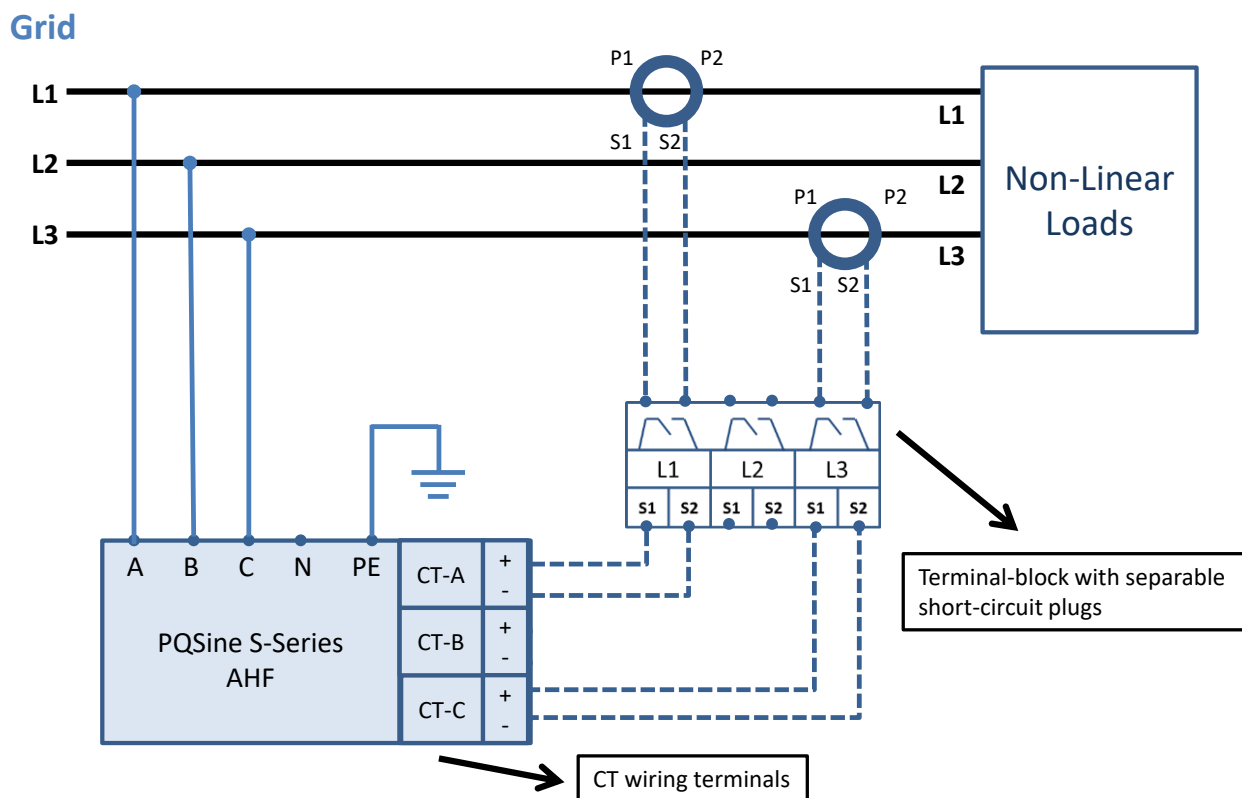 Grid
P1 P2
L1
L1
S1 S2
L2
L2
P1 P2
L3
L3
S1 S2
Non-Linear
Loads
L1 L2 L3
S1 S2 S1 S2 S1 S2
A B C N PE
CT-A + -
CT-B + -
CT-C + -
PQSine S-Series
AHF
Terminal-block with separable
short-circuit plugs
CT wiring terminals